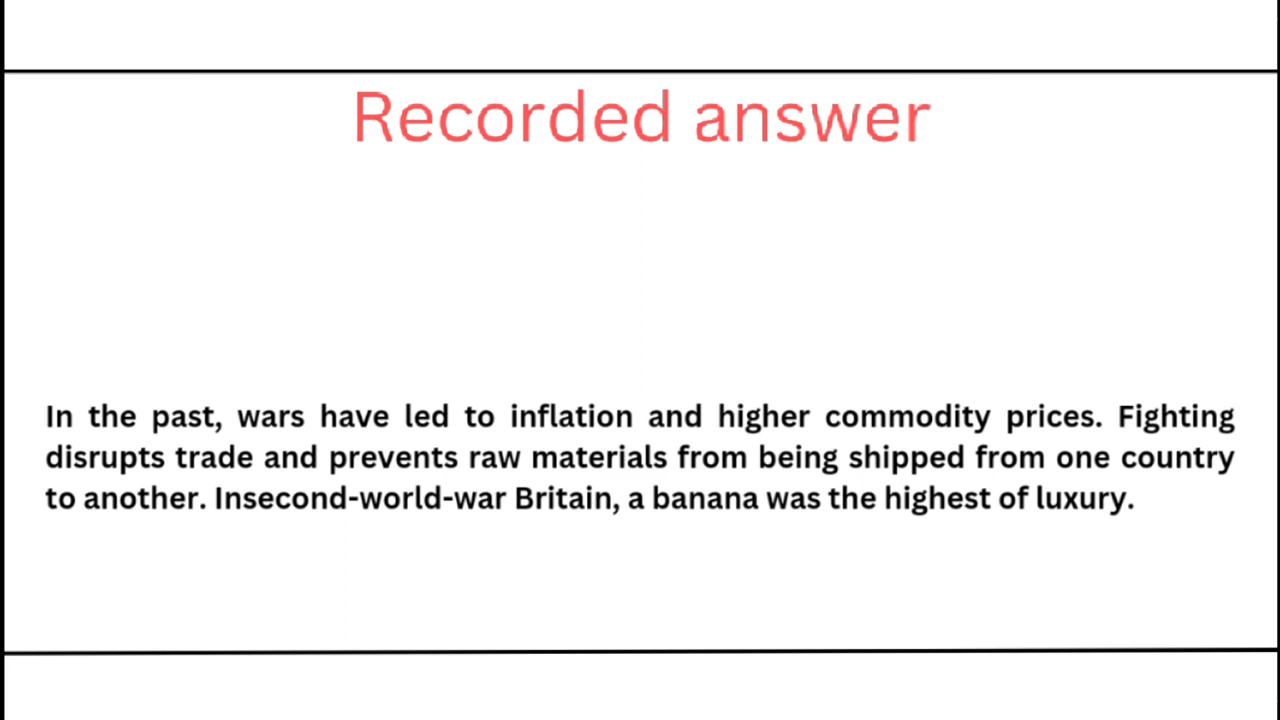 Recorded answer
In the past, wars have led to inflation and higher commodity prices. Fighting
disrupts trade and prevents raw materials from being shipped from one country
to another. Insecond-world-war Britain, a banana was the highest of luxury.